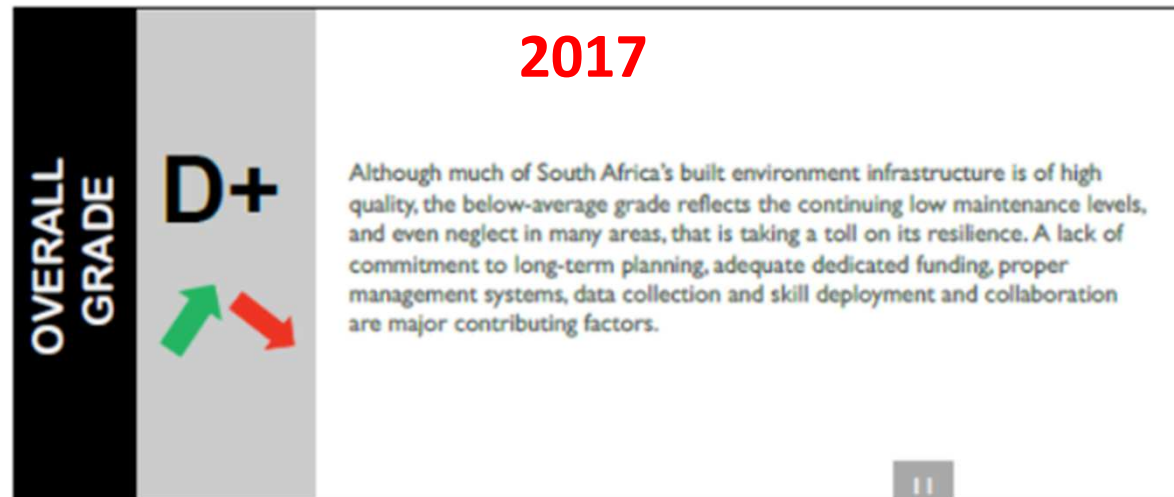 2017
OVERALL
GRADE
D+
Although much of South Africa's built environment infrastructure is of high
quality, the below-average grade reflects the continuing low maintenance levels,
and even neglect in many areas, that is taking a toll on its resilience. A lack of
commitment to long-term planning, adequate dedicated funding, proper
management systems, data collection and skill deployment and collaboration
are major contributing factors.
11